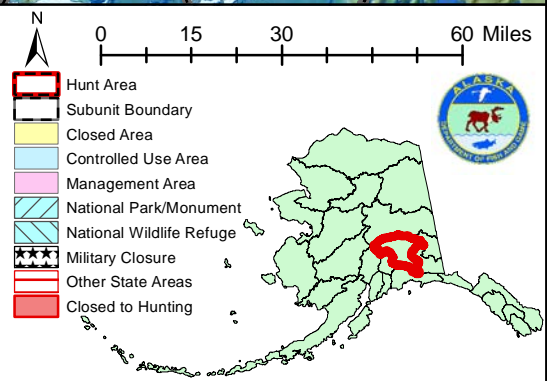 N
0 15 30 60 Miles
Hunt Area
Subunit Boundary
Closed Area
Controlled Use Area
Management Area
National Park/Monument
National Wildlife Refuge
Military Closure
Other State Areas
Closed to Hunting
ALASKA
DEPARTMENT OF FISH AND GAME